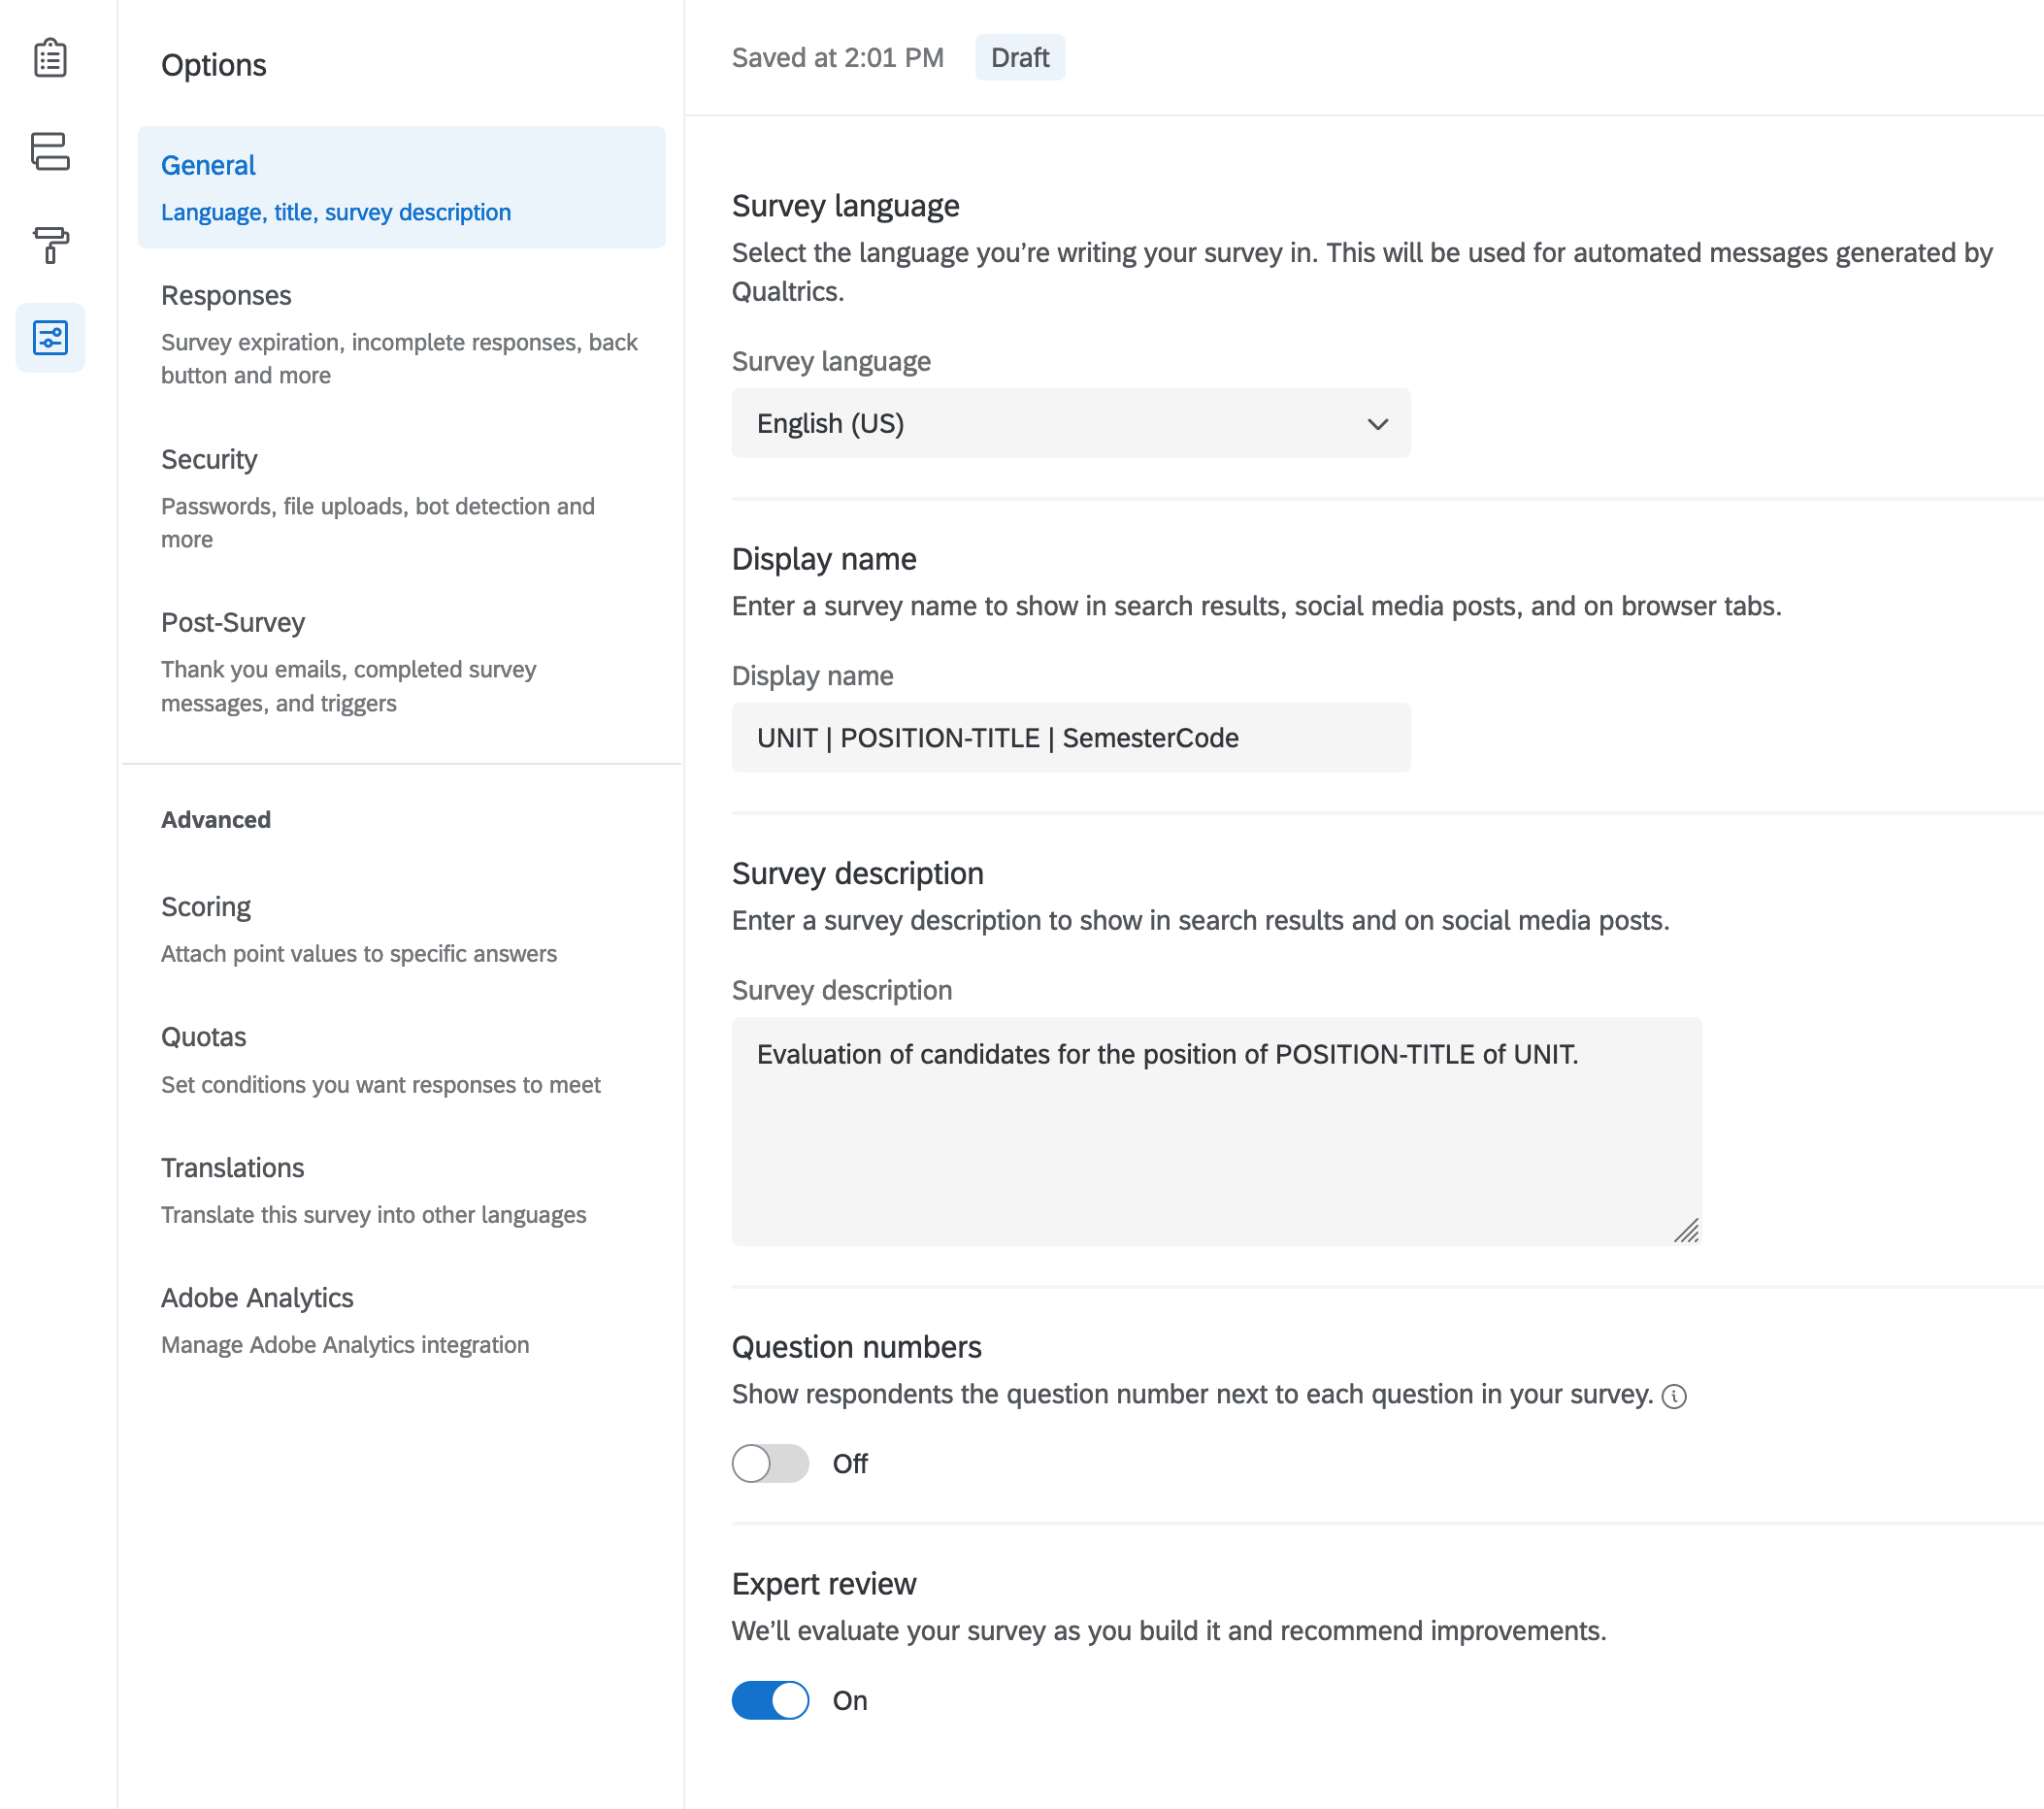 Options
General
Language, title, survey description
Responses
Survey expiration, incomplete responses, back
button and more
Security
Passwords, file uploads, bot detection and
more
Post-Survey
Thank you emails, completed survey
messages, and triggers
Advanced
Scoring
Attach point values to specific answers
Quotas
Set conditions you want responses to meet
Translations
Translate this survey into other languages
Adobe Analytics
Manage Adobe Analytics integration
Saved at 2:01 PM Draft
Survey language
Select the language you’re writing your survey in. This will be used for automated messages generated by
Qualtrics.
Survey language
English (US)
Display name
Enter a survey name to show in search results, social media posts, and on browser tabs.
Display name
UNIT | POSITION-TITLE | SemesterCode
Survey description
Enter a survey description to show in search results and on social media posts.
Survey description
Evaluation of candidates for the position of POSITION-TITLE of UNIT.
Question numbers
Show respondents the question number next to each question in your survey.
Off
Expert review
We’ll evaluate your survey as you build it and recommend improvements.
On